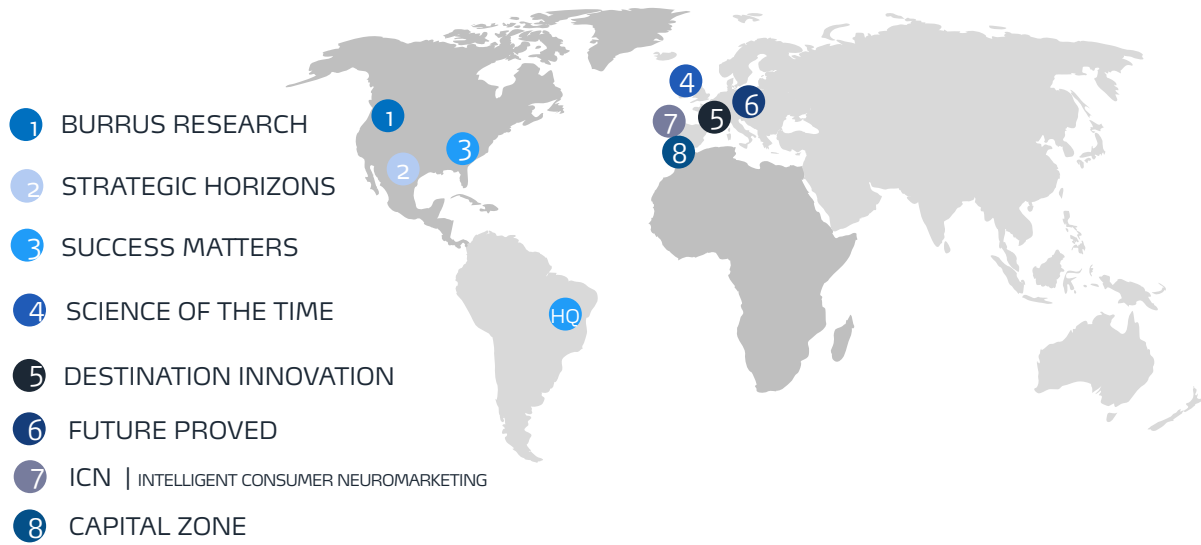 1 BURRUS RESEARCH
2 STRATEGIC HORIZONS
3 SUCCESS MATTERS
4 SCIENCE OF THE TIME
5 DESTINATION INNOVATION
6 FUTURE PROVED
7 ICN | INTELLIGENT CONSUMER NEUROMARKETING
8 CAPITAL ZONE
1
2
3
HQ
4
5
6
7
8